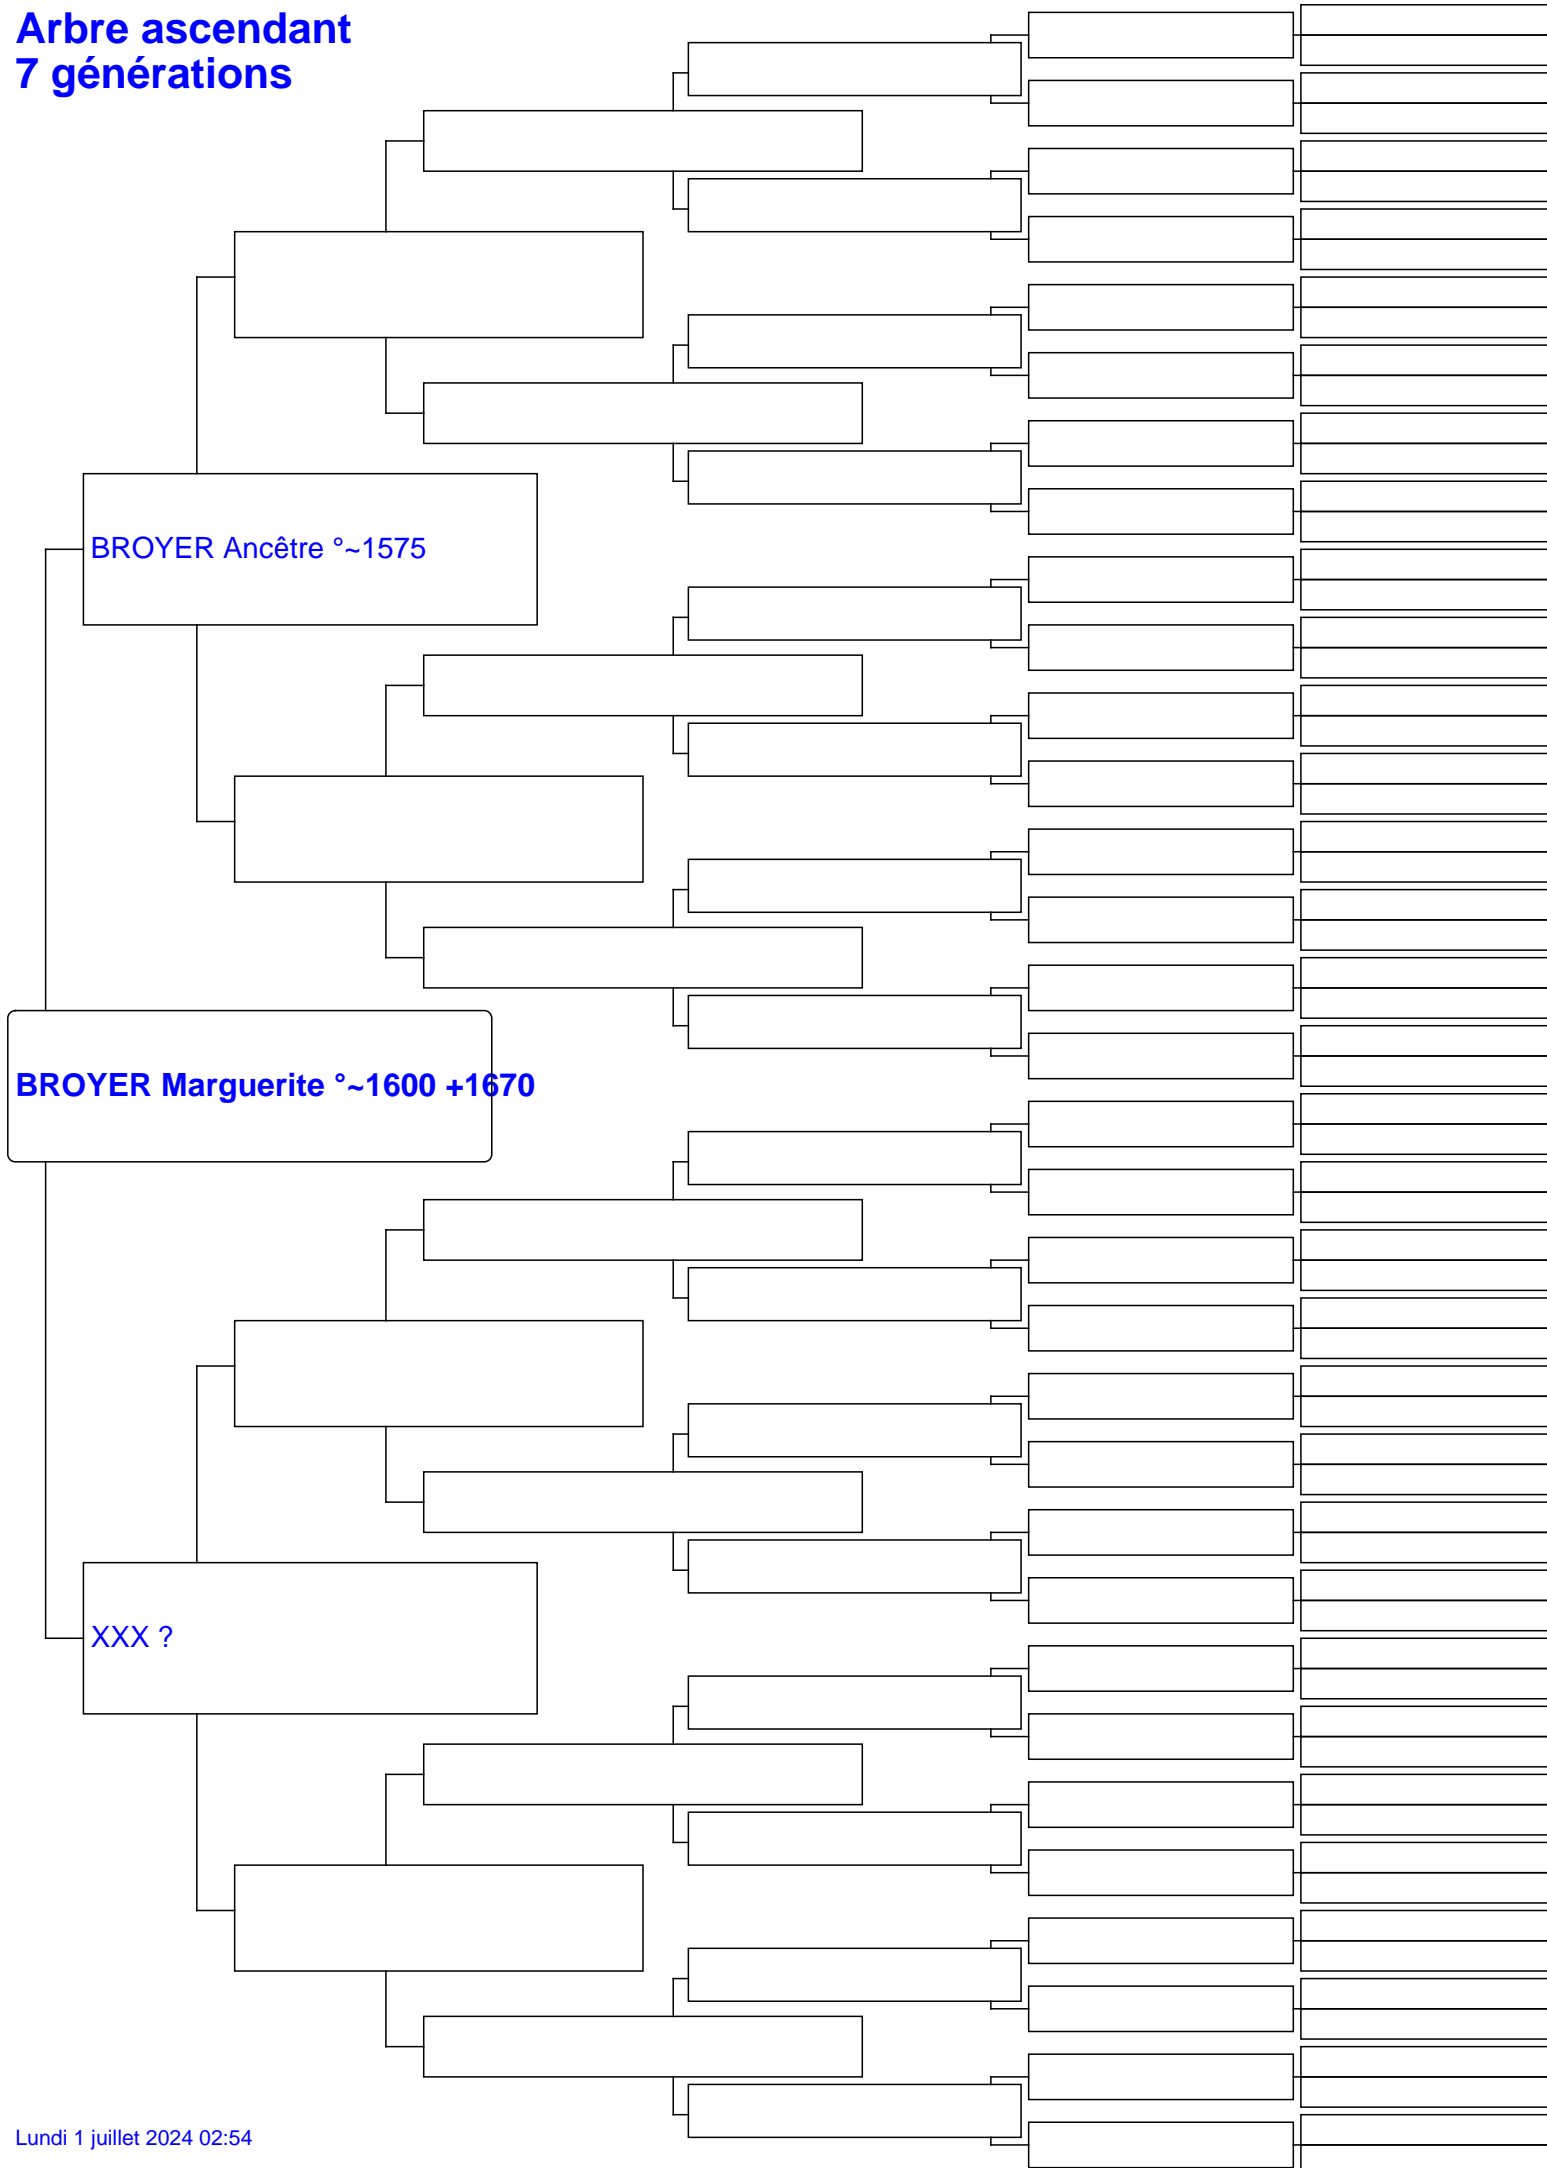 Arbre ascendant
7 générations
BROYER Ancêtre °~1575
BROYER Marguerite °~1600 +1670
XXX ?
Lundi 1 juillet 2024 02:54